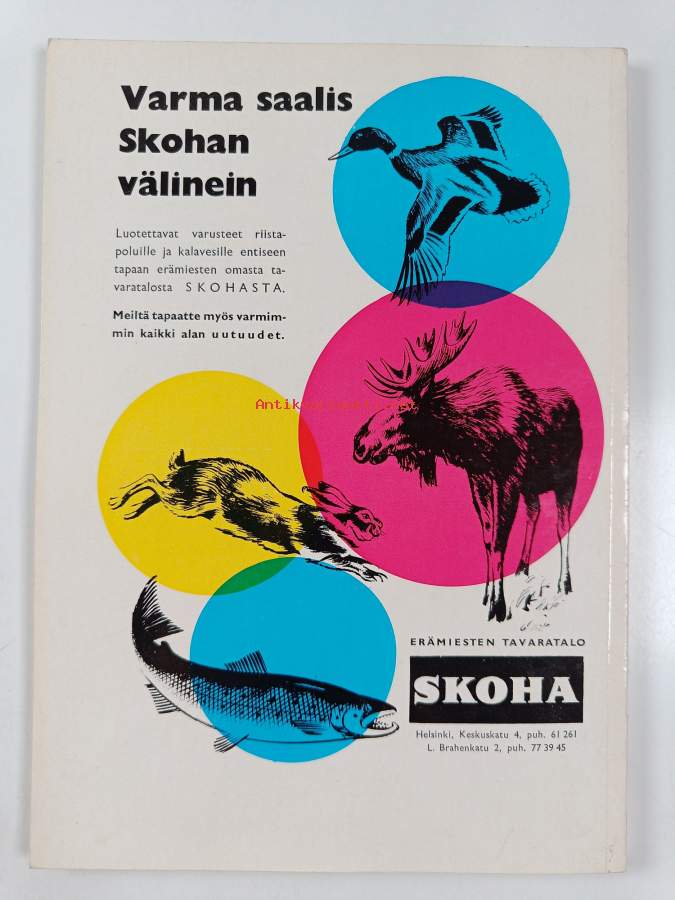 Varma saalis
Skohan
välinein
Luotettavat varusteet riista-
poluille ja kalavesille entiseen
tapaan erämiesten omasta ta-
varatalosta SKOHASTA.
Meiltä tapaatte myös varmim-
min kaikki alan uutuudet.
ERÄMIESTEN TAVARATALO
SKOHA
Helsinki, Keskuskatu 4, puh. 61 261
L. Brahenkatu 2, puh. 77 39 45